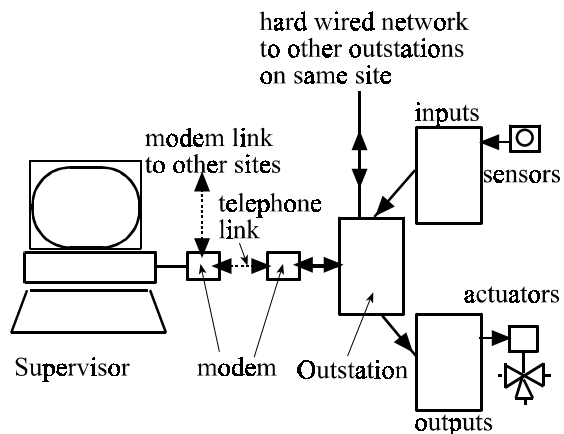 hard wired network
to other outstations
on same site
inputs
modem link
to other sites
sensors
telephone
link
actuators
Supervisor
modem
Outstation
outputs